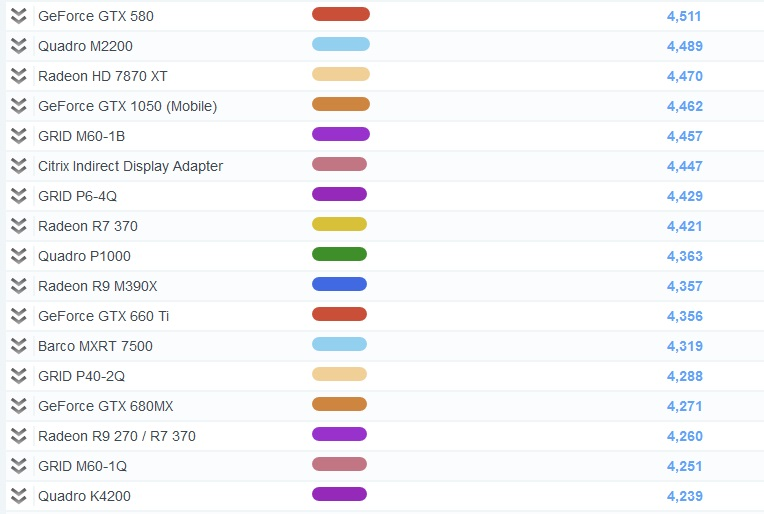 GeForce GTX 580 4,511
Quadro M2200 4,489
Radeon HD 7870 XT 4,470
GeForce GTX 1050 (Mobile) 4,462
GRID M60-1B 4,457
Citrix Indirect Display Adapter 4,447
GRID P6-4Q 4,429
Radeon R7 370 4,421
Quadro P1000 4,363
Radeon R9 M390X 4,357
GeForce GTX 660 Ti 4,356
Barco MXRT 7500 4,319
GRID P40-2Q 4,288
GeForce GTX 680MX 4,271
Radeon R9 270 / R7 370 4,260
GRID M60-1Q 4,251
Quadro K4200 4,239